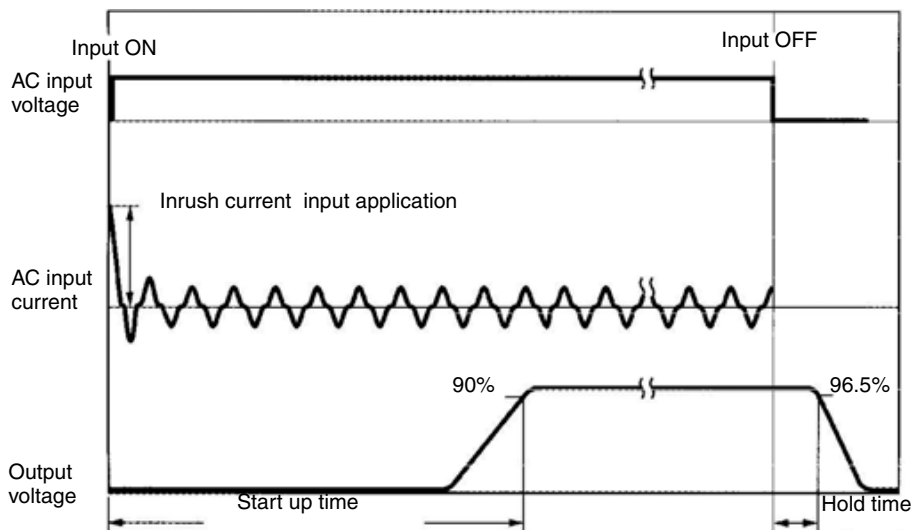 Input ON
Input OFF
AC input
voltage
Inrush current input application
AC input
current
90%
96.5%
Output
voltage
Start up time
Hold time